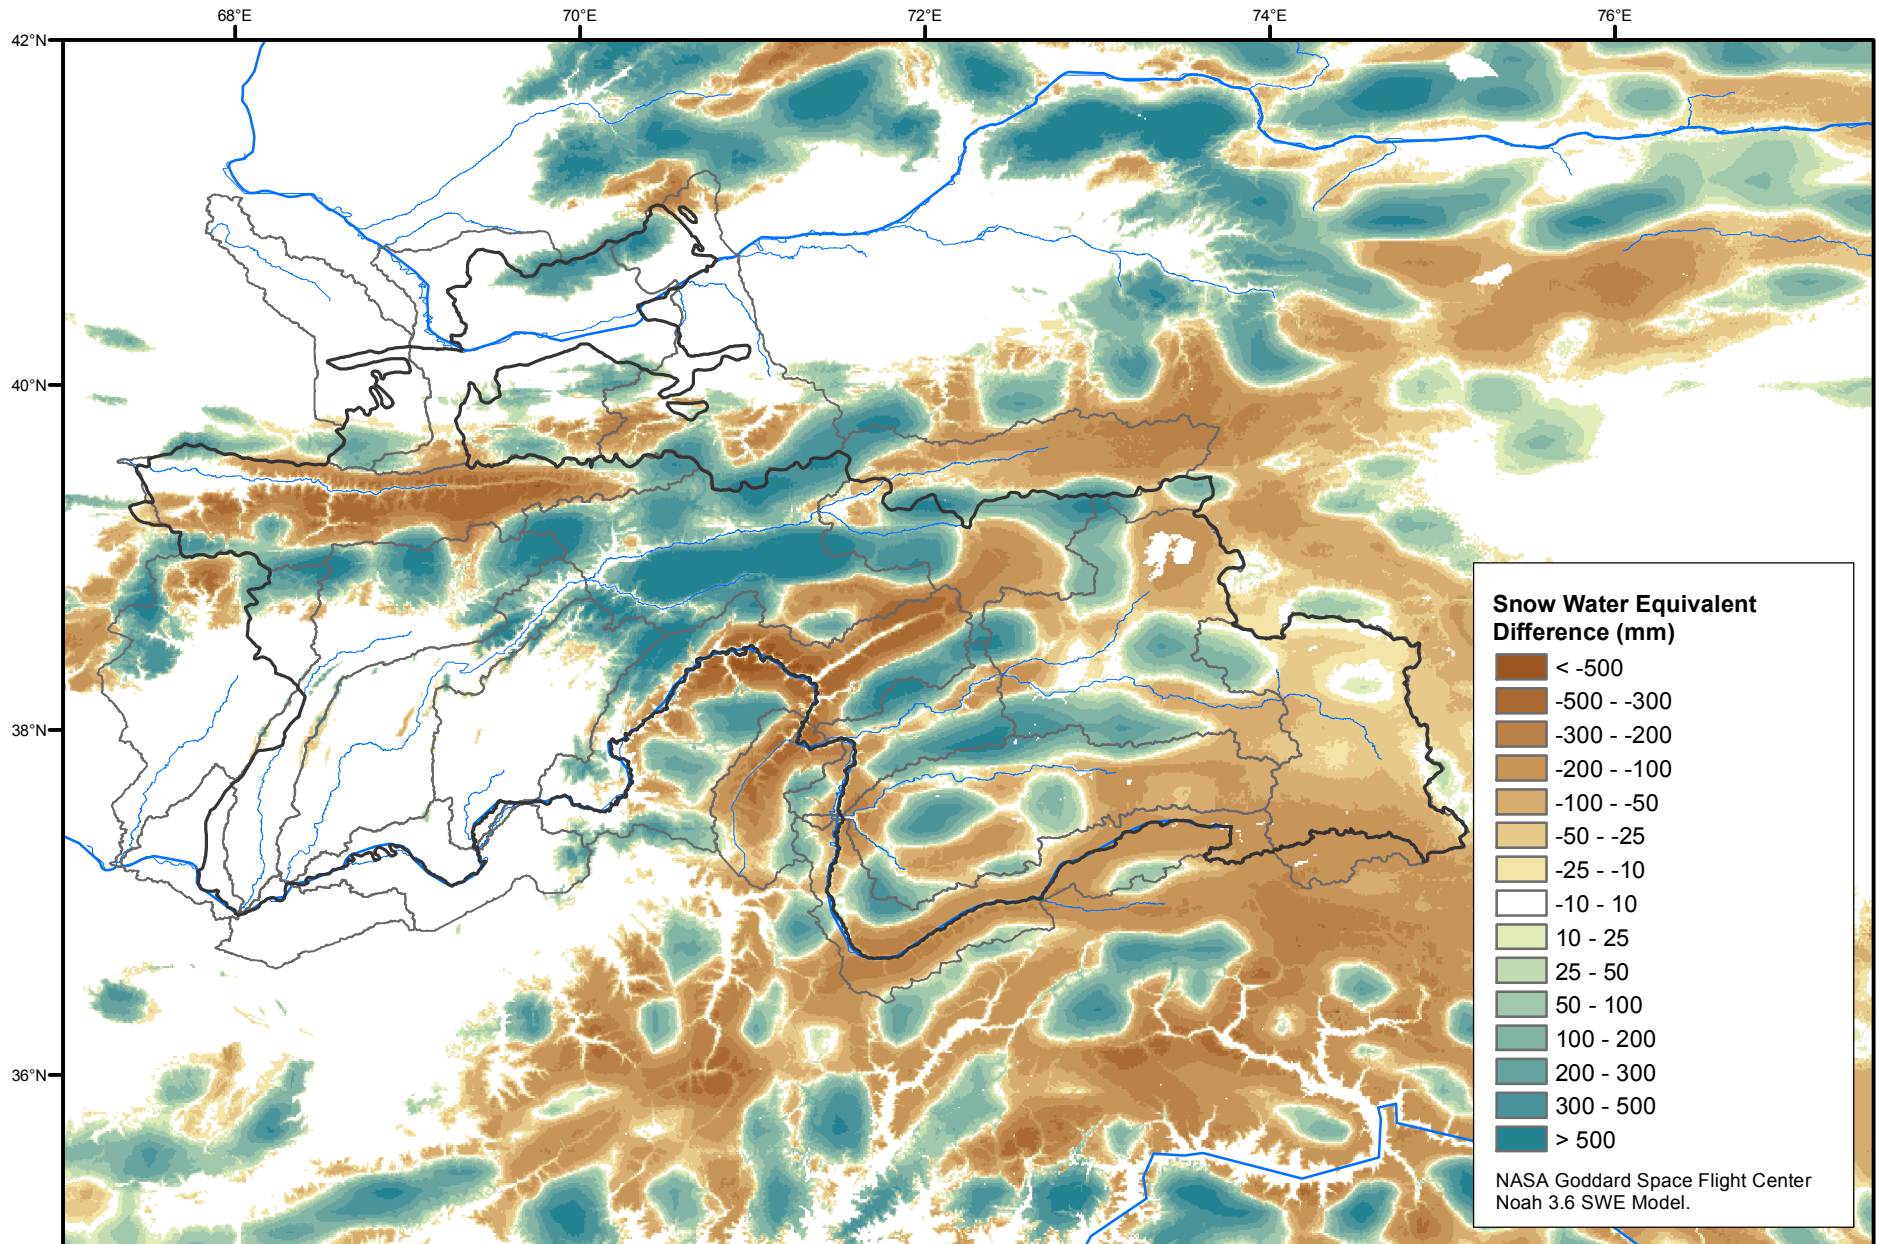 68°E
70°E
72°E
74°E
76°E
42°N
40°N
38°N
36°N
Snow Water Equivalent
Difference (mm)
< -500
-500 - -300
-300 - -200
-200 - -100
-100 - -50
-50 - -25
-25 - -10
-10 - 10
10 - 25
25 - 50
50 - 100
100 - 200
200 - 300
300 - 500
> 500
NASA Goddard Space Flight Center
Noah 3.6 SWE Model.